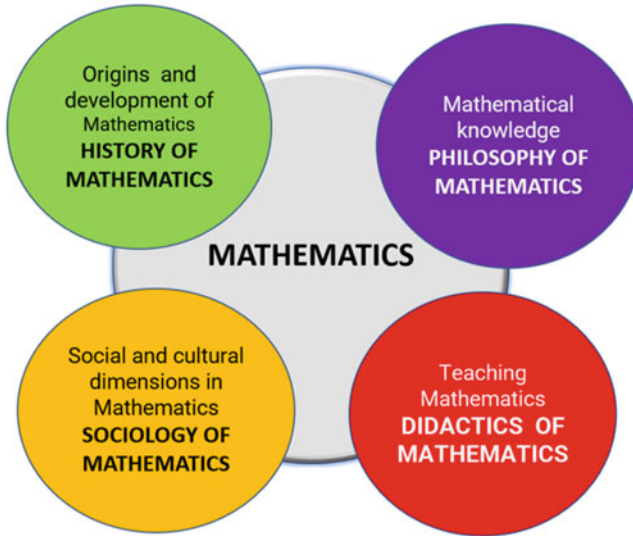 Origins and
development of
Mathematics
HISTORY OF
MATHEMATICS
Mathematical
knowledge
PHILOSOPHY OF
MATHEMATICS
MATHEMATICS
Social and cultural
dimensions in
Mathematics
SOCIOLOGY OF
MATHEMATICS
Teaching
Mathematics
DIDACTICS OF
MATHEMATICS